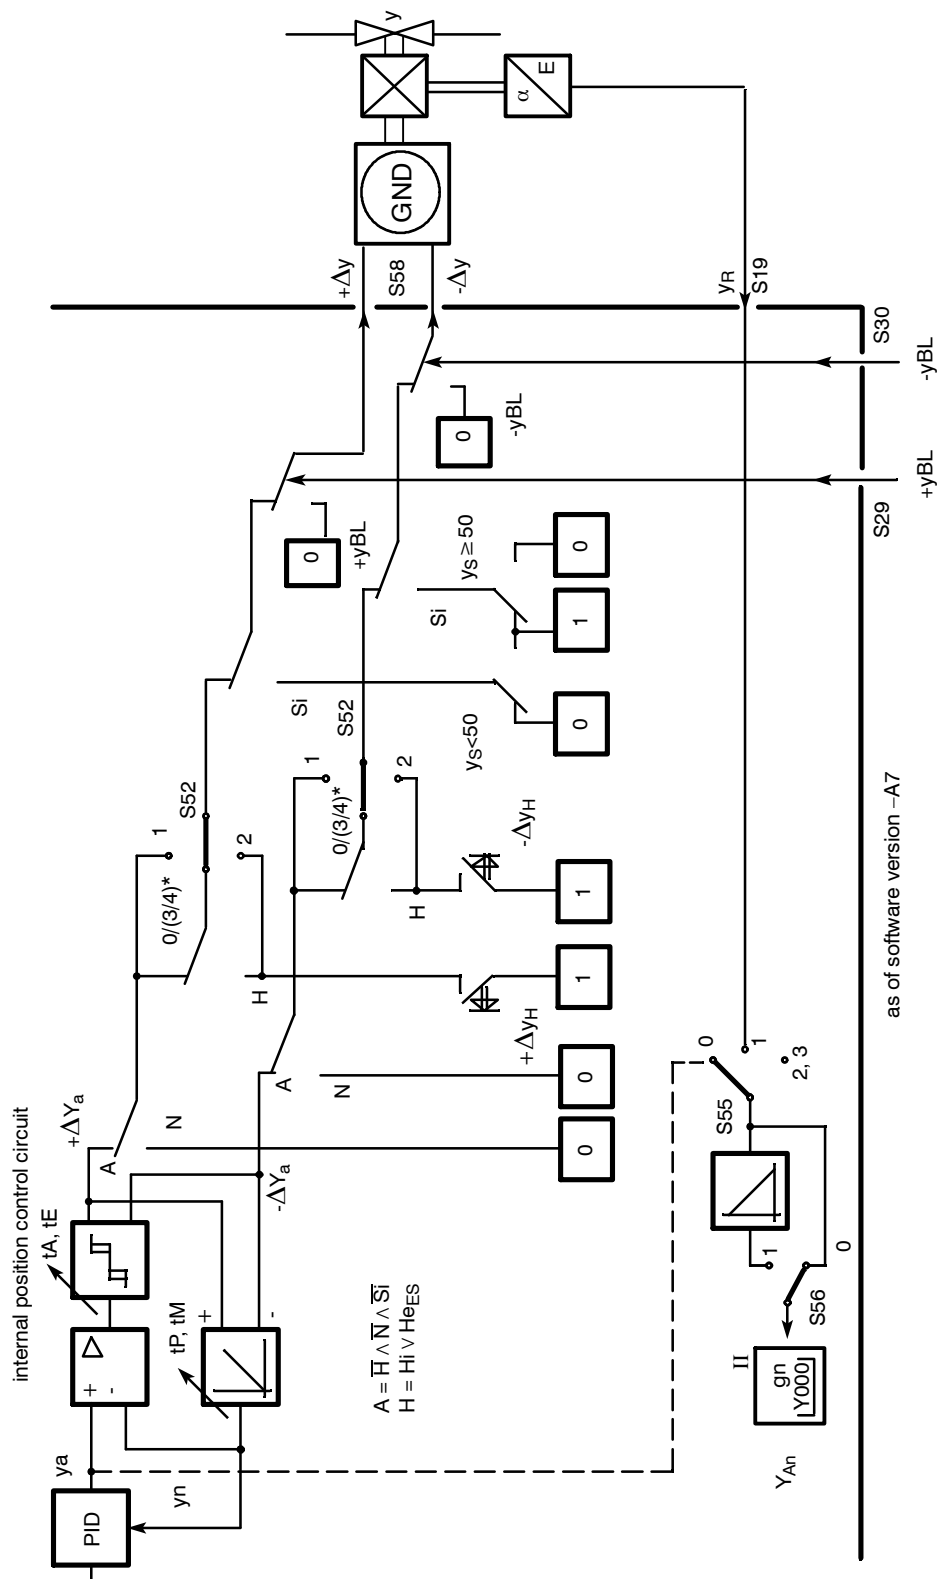 internal position control circuit
PID
ya
yn
+
-
tA, tE
tP, tM
+
-
+ΔYa
-ΔYa
A
N
A
N
0
0
A = H̅ ∧ N̅ ∧ S̅i̅
H = Hi ∨ HeES
0/(3/4)*
1
2
S52
H
+ΔyH
1
0/(3/4)*
1
2
S52
H
-ΔyH
1
Si
yS<50
0
Si
yS ≥ 50
1
0
0
+yBL
0
-yBL
+Δy
S58
-Δy
GND
y
α
E
yR
S19
S29
+yBL
S30
-yBL
0
1
2, 3
S55
1
0
S56
II
gn
Y000
YAn
as of software version –A7